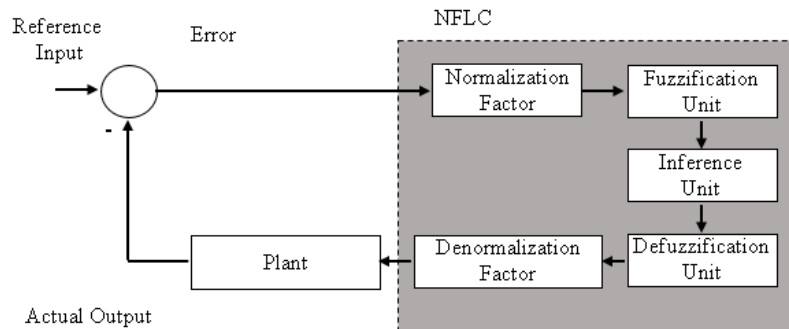 NFLC
Reference
Input
Error
Normalization
Factor
Fuzzification
Unit
Inference
Unit
-
Plant
Denormalization
Factor
Defuzzification
Unit
Actual Output